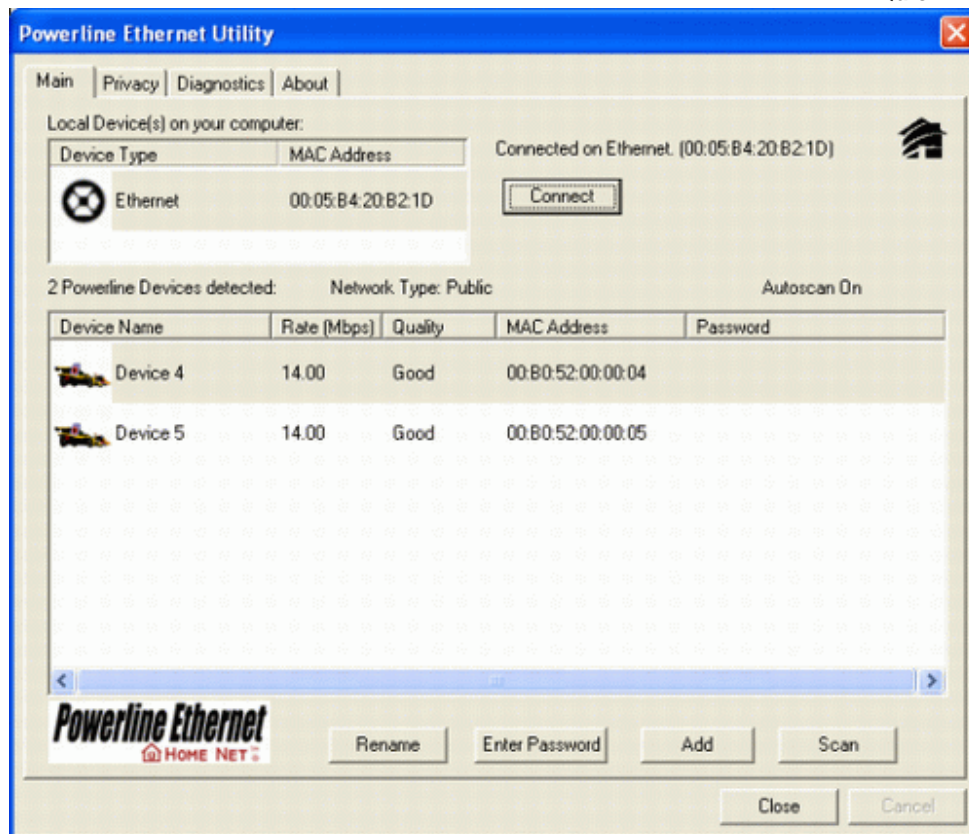 Powerline Ethernet Utility
Main Privacy Diagnostics About
Local Device(s) on your computer:
Device Type MAC Address
Connected on Ethernet. (00:05:B4:20:B2:1D)
Ethernet 00:05:B4:20:B2:1D
Connect
2 Powerline Devices detected: Network Type: Public Autoscan On
Device Name Rate (Mbps) Quality MAC Address Password
Device 4 14.00 Good 00:B0:52:00:00:04
Device 5 14.00 Good 00:B0:52:00:00:05
Powerline Ethernet
HOME NET
Rename Enter Password Add Scan
Close Cancel